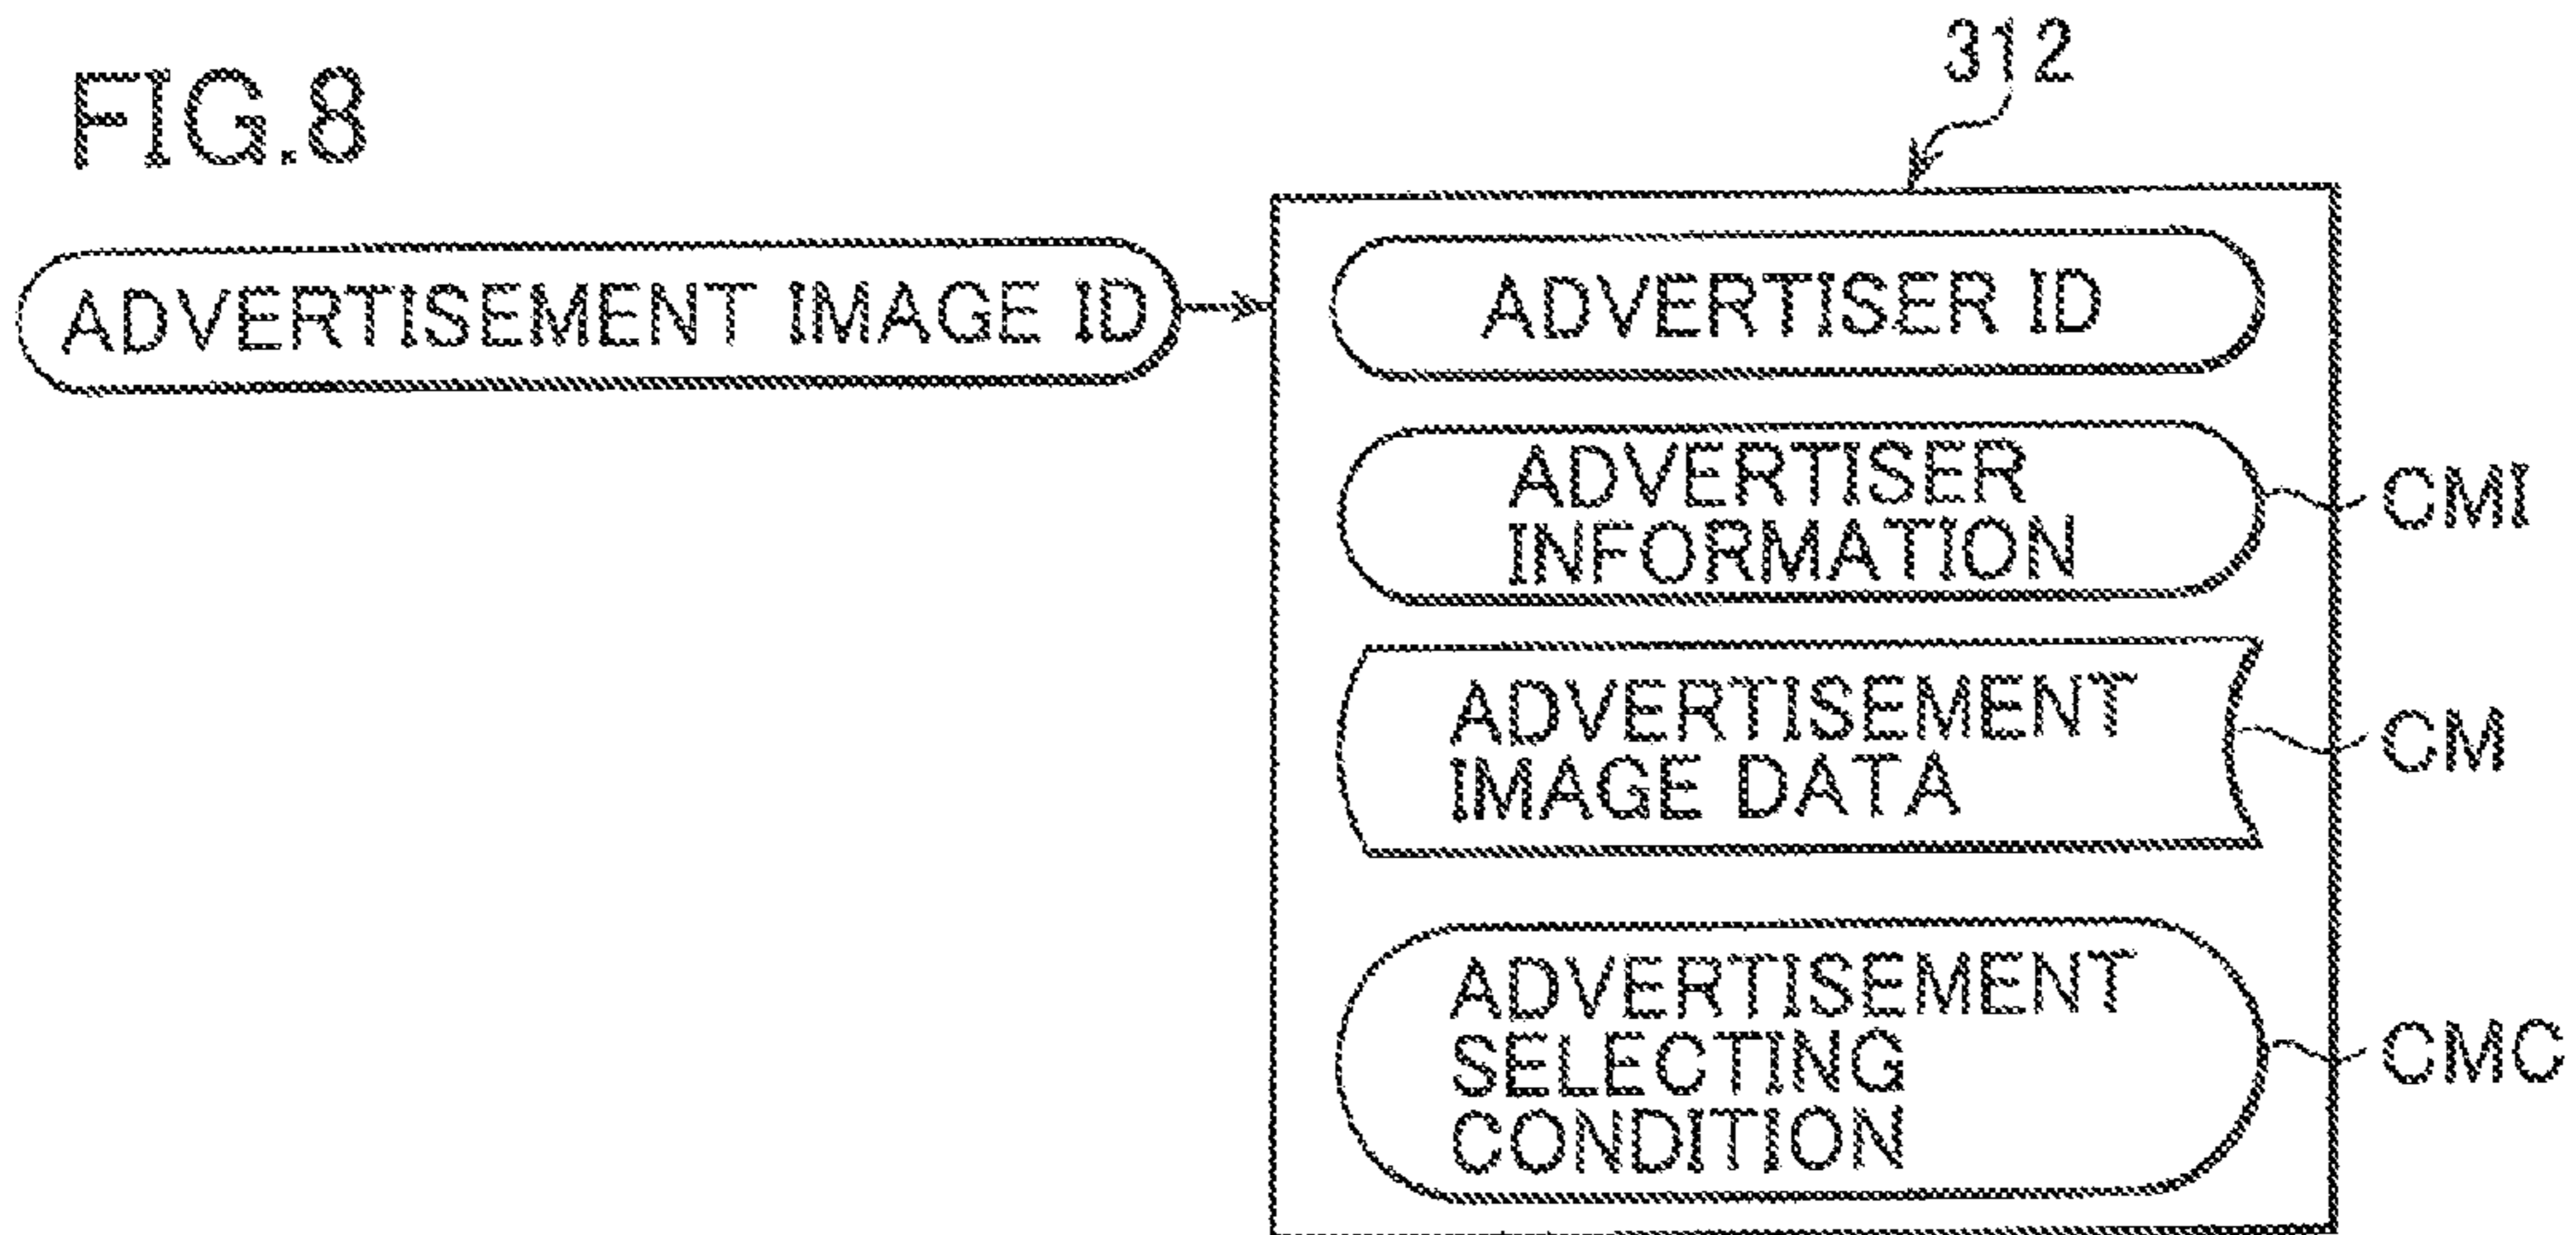 FIG.8
312
ADVERTISEMENT IMAGE ID
ADVERTISER ID
ADVERTISER
INFORMATION
CMI
ADVERTISEMENT
IMAGE DATA
CM
ADVERTISEMENT
SELECTING
CONDITION
CMC